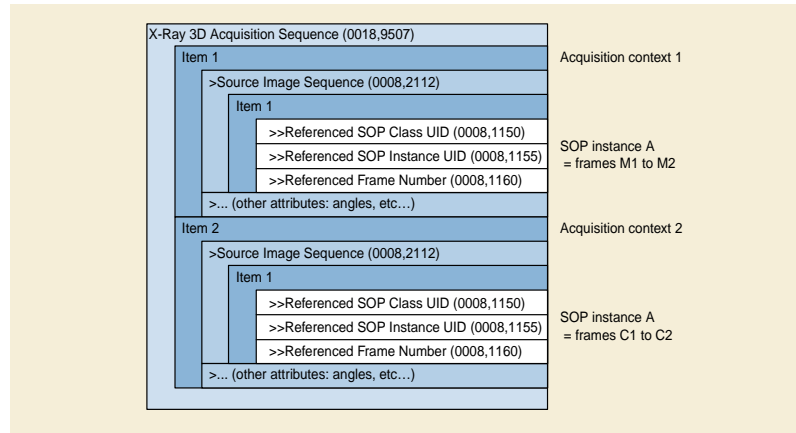 X-Ray 3D Acquisition Sequence (0018,9507)
Item 1
Acquisition context 1
>Source Image Sequence (0008,2112)
Item 1
>>Referenced SOP Class UID (0008,1150)
>>Referenced SOP Instance UID (0008,1155)
>>Referenced Frame Number (0008,1160)
SOP instance A
= frames M1 to M2
>... (other attributes: angles, etc…)
Item 2
Acquisition context 2
>Source Image Sequence (0008,2112)
Item 1
>>Referenced SOP Class UID (0008,1150)
>>Referenced SOP Instance UID (0008,1155)
>>Referenced Frame Number (0008,1160)
SOP instance A
= frames C1 to C2
>... (other attributes: angles, etc…)